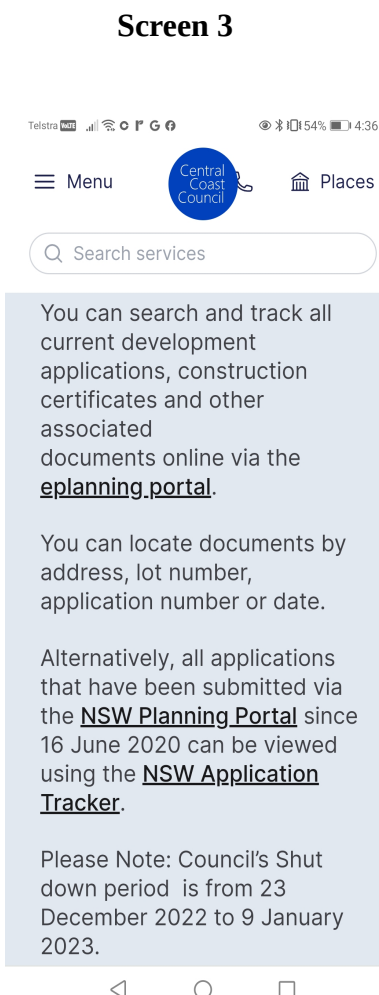 Screen 3
Telstra VoLTE 54% 4:36
Menu
Central
Coast
Council
Places
Search services
You can search and track all
current development
applications, construction
certificates and other
associated
documents online via the
eplanning portal.
You can locate documents by
address, lot number,
application number or date.
Alternatively, all applications
that have been submitted via
the NSW Planning Portal since
16 June 2020 can be viewed
using the NSW Application
Tracker.
Please Note: Council’s Shut
down period  is from 23
December 2022 to 9 January
2023.